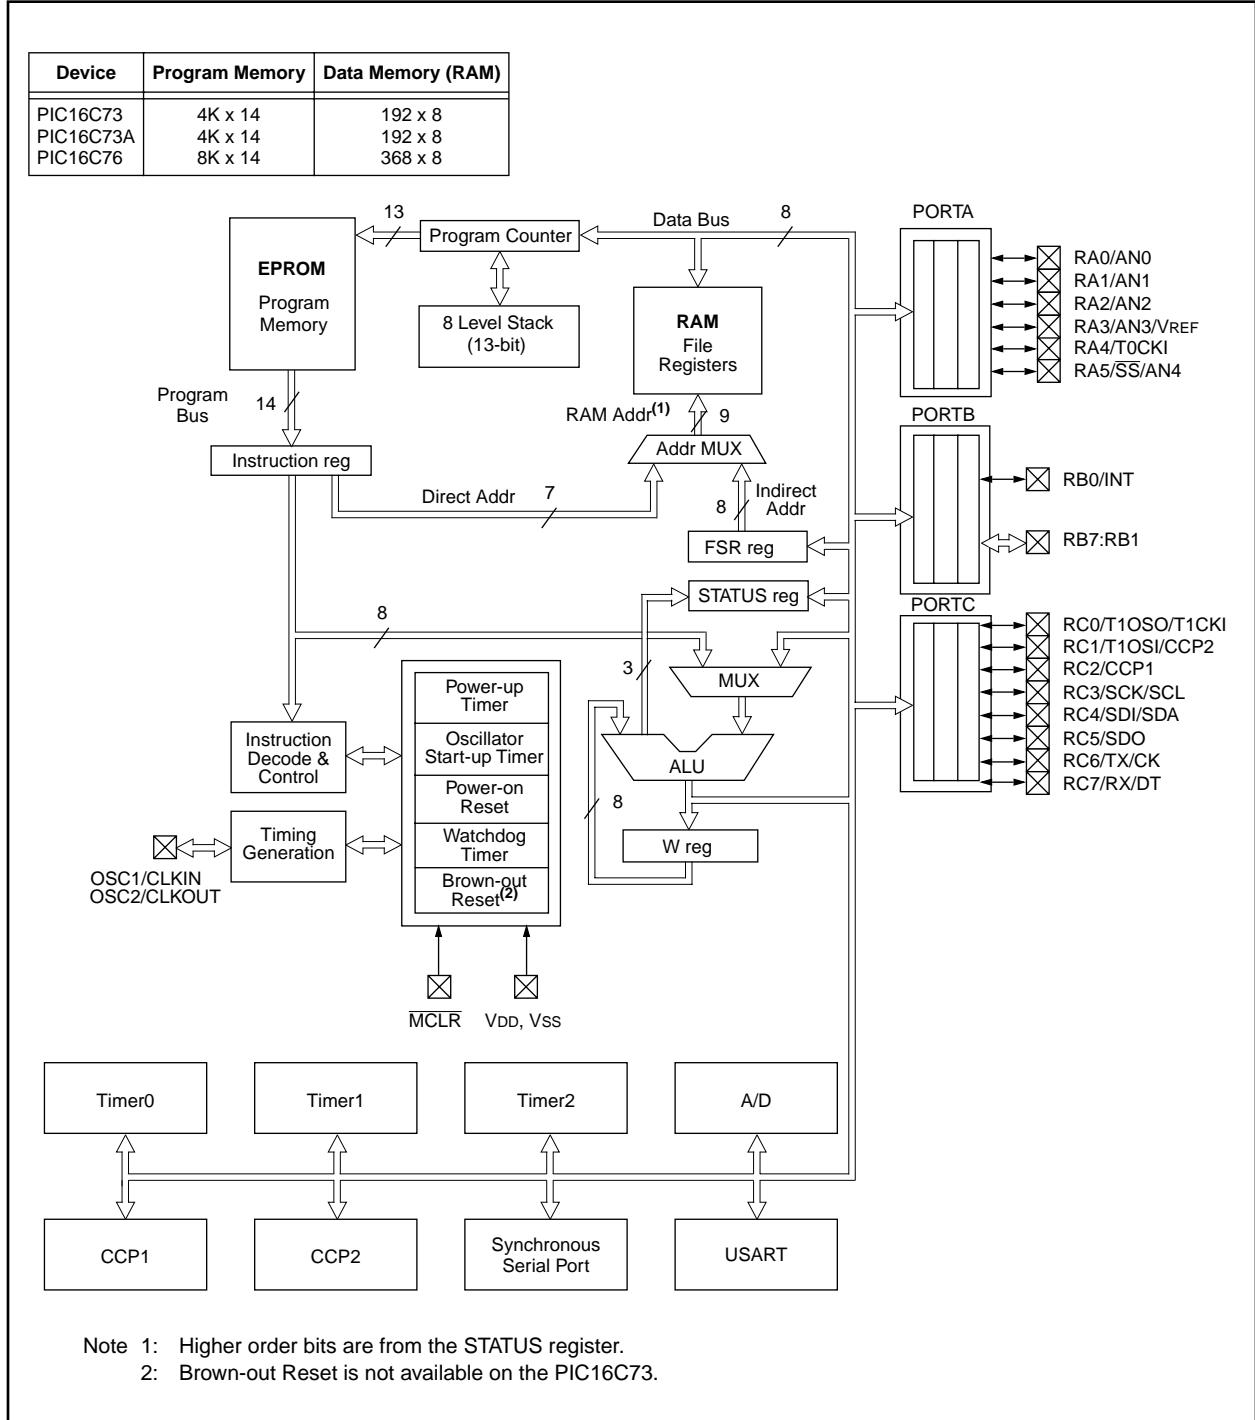 Device Program Memory Data Memory (RAM)
PIC16C73 4K x 14 192 x 8
PIC16C73A 4K x 14 192 x 8
PIC16C76 8K x 14 368 x 8
13
Data Bus
8
PORTA
Program Counter
EPROM
Program
Memory
8 Level Stack
(13-bit)
RAM
File
Registers
RA0/AN0
RA1/AN1
RA2/AN2
RA3/AN3/VREF
RA4/T0CKI
RA5/SS/AN4
Program
Bus
14
RAM Addr(1)
9
PORTB
Instruction reg
Addr MUX
Direct Addr
7
8
Indirect
Addr
RB0/INT
FSR reg
RB7:RB1
STATUS reg
PORTC
8
3
MUX
RC0/T1OSO/T1CKI
RC1/T1OSI/CCP2
RC2/CCP1
RC3/SCK/SCL
RC4/SDI/SDA
RC5/SDO
RC6/TX/CK
RC7/RX/DT
Power-up
Timer
Instruction
Decode &
Control
Oscillator
Start-up Timer
ALU
Power-on
Reset
8
Timing
Generation
Watchdog
Timer
W reg
OSC1/CLKIN
OSC2/CLKOUT
Brown-out
Reset(2)
MCLR
VDD, VSS
Timer0
Timer1
Timer2
A/D
CCP1
CCP2
Synchronous
Serial Port
USART
Note 1: Higher order bits are from the STATUS register.
2: Brown-out Reset is not available on the PIC16C73.